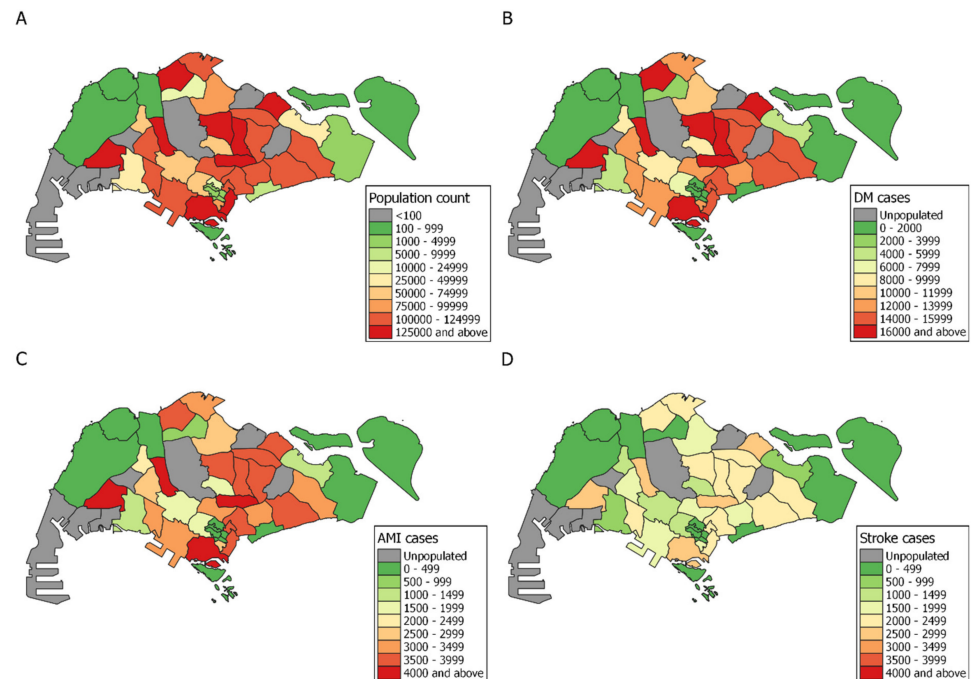 A
B
Population count
<100
100 - 999
1000 - 4999
5000 - 9999
10000 - 24999
25000 - 49999
50000 - 74999
75000 - 99999
100000 - 124999
125000 and above
DM cases
Unpopulated
0 - 2000
2000 - 3999
4000 - 5999
6000 - 7999
8000 - 9999
10000 - 11999
12000 - 13999
14000 - 15999
16000 and above
C
D
AMI cases
Unpopulated
0 - 499
500 - 999
1000 - 1499
1500 - 1999
2000 - 2499
2500 - 2999
3000 - 3499
3500 - 3999
4000 and above
Stroke cases
Unpopulated
0 - 499
500 - 999
1000 - 1499
1500 - 1999
2000 - 2499
2500 - 2999
3000 - 3499
3500 - 3999
4000 and above